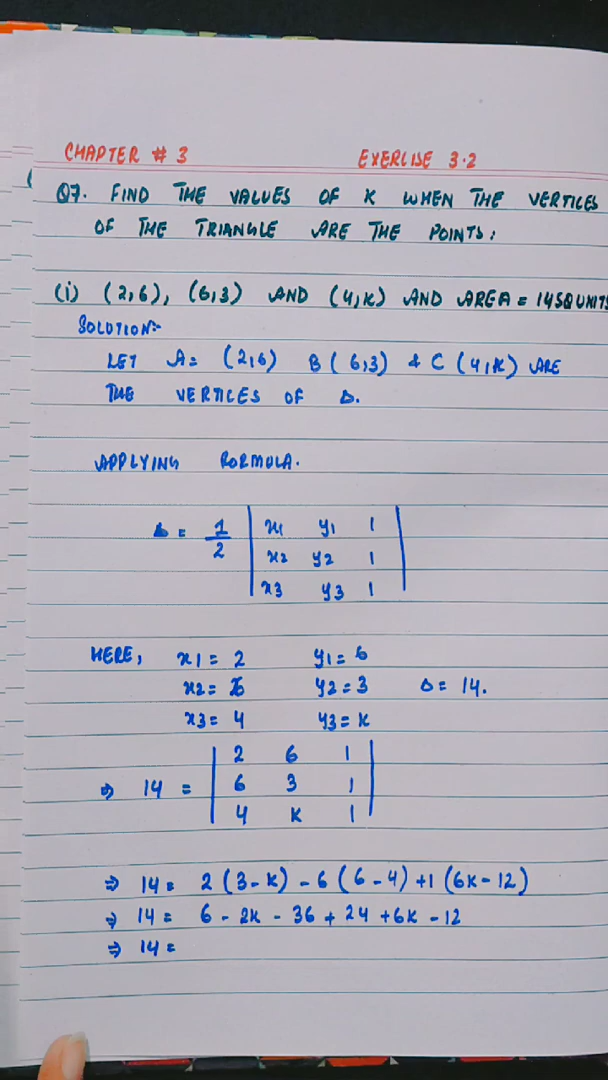 CHAPTER # 3 EXERCISE 3.2
Q7. FIND THE VALUES OF K WHEN THE VERTICES
OF THE TRIANGLE ARE THE POINTS:
(i) (2,6), (6,3) AND (4,K) AND AREA = 14 SQ UNITS
SOLUTION:-
LET A= (2,6) B (6,3) & C (4,K) ARE
THE VERTICES OF Δ.
APPLYING FORMULA.
Δ = 1/2 | x1 y1 1 |
| x2 y2 1 |
| x3 y3 1 |
HERE, x1 = 2 y1 = 6
x2 = 6 y2 = 3 Δ = 14.
x3 = 4 y3 = K
⇒ 14 = | 2 6 1 |
| 6 3 1 |
| 4 K 1 |
⇒ 14 = 2 (3-K) - 6 (6-4) +1 (6K-12)
⇒ 14 = 6 - 2K - 36 + 24 + 6K - 12
⇒ 14 =